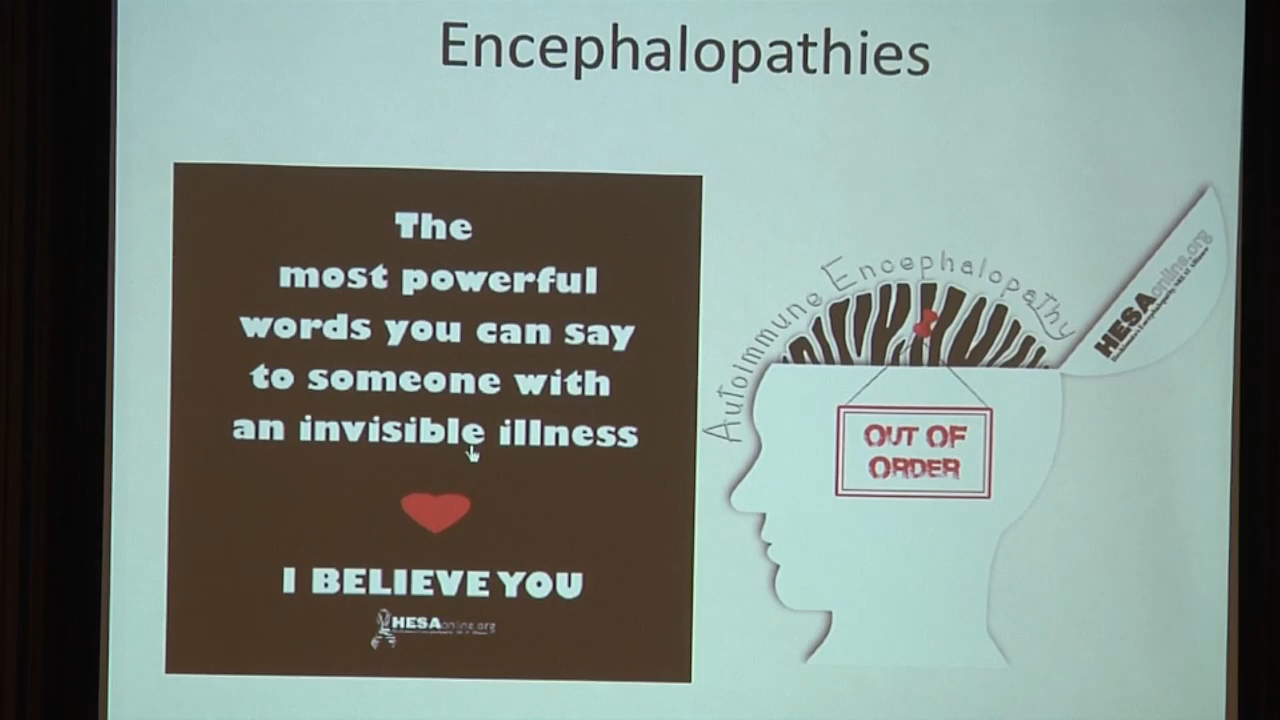 Encephalopathies
The
most powerful
words you can say
to someone with
an invisible illness
I BELIEVE YOU
HESAonline.org
Autoimmune Encephalopathy
OUT OF
ORDER
HESAonline.org